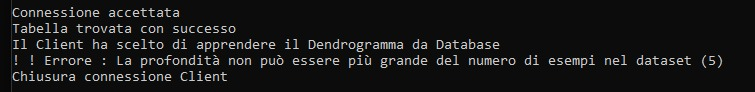 Connessione accettata
Tabella trovata con successo
Il Client ha scelto di apprendere il Dendrogramma da Database
! ! Errore : La profondità non può essere più grande del numero di esempi nel dataset (5)
Chiusura connessione Client